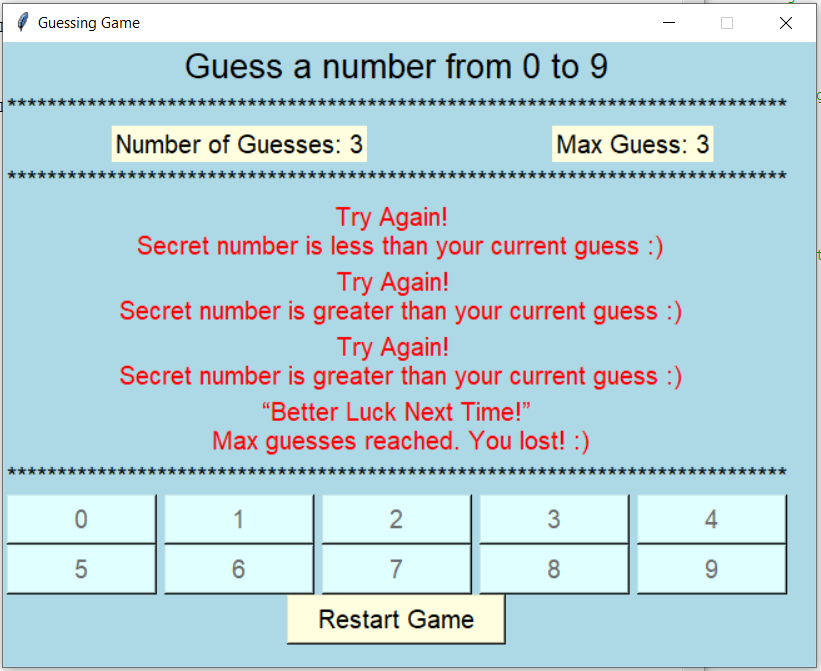 Guessing Game
Guess a number from 0 to 9
******************************************************************************
Number of Guesses: 3 Max Guess: 3
******************************************************************************
Try Again!
Secret number is less than your current guess :)
Try Again!
Secret number is greater than your current guess :)
Try Again!
Secret number is greater than your current guess :)
“Better Luck Next Time!”
Max guesses reached. You lost! :)
******************************************************************************
0 1 2 3 4
5 6 7 8 9
Restart Game